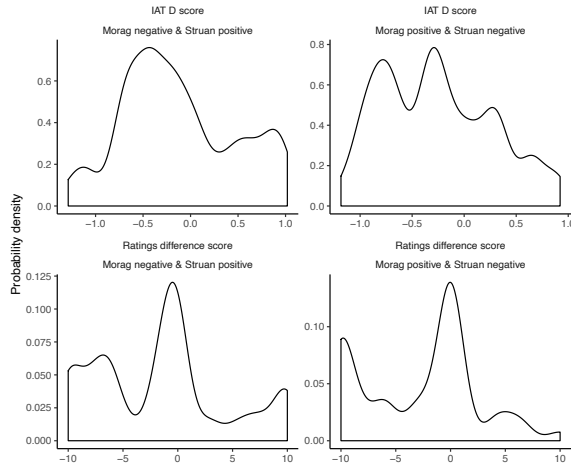 IAT D score
Morag negative & Struan positive
0.6
0.4
0.2
0.0
−1.0 −0.5 0.0 0.5 1.0
IAT D score
Morag positive & Struan negative
0.8
0.6
0.4
0.2
0.0
−1.0 −0.5 0.0 0.5 1.0
Probability density
Ratings difference score
Morag negative & Struan positive
0.125
0.100
0.075
0.050
0.025
0.000
−10 −5 0 5 10
Ratings difference score
Morag positive & Struan negative
0.10
0.05
0.00
−10 −5 0 5 10